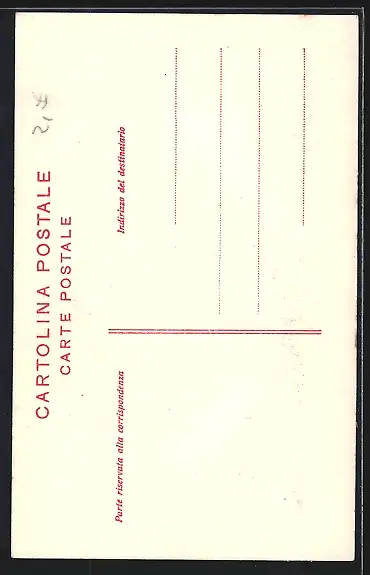 CARTOLINA POSTALE
CARTE POSTALE
Parte riservata alla corrispondenza
Indirizzo del destinatario